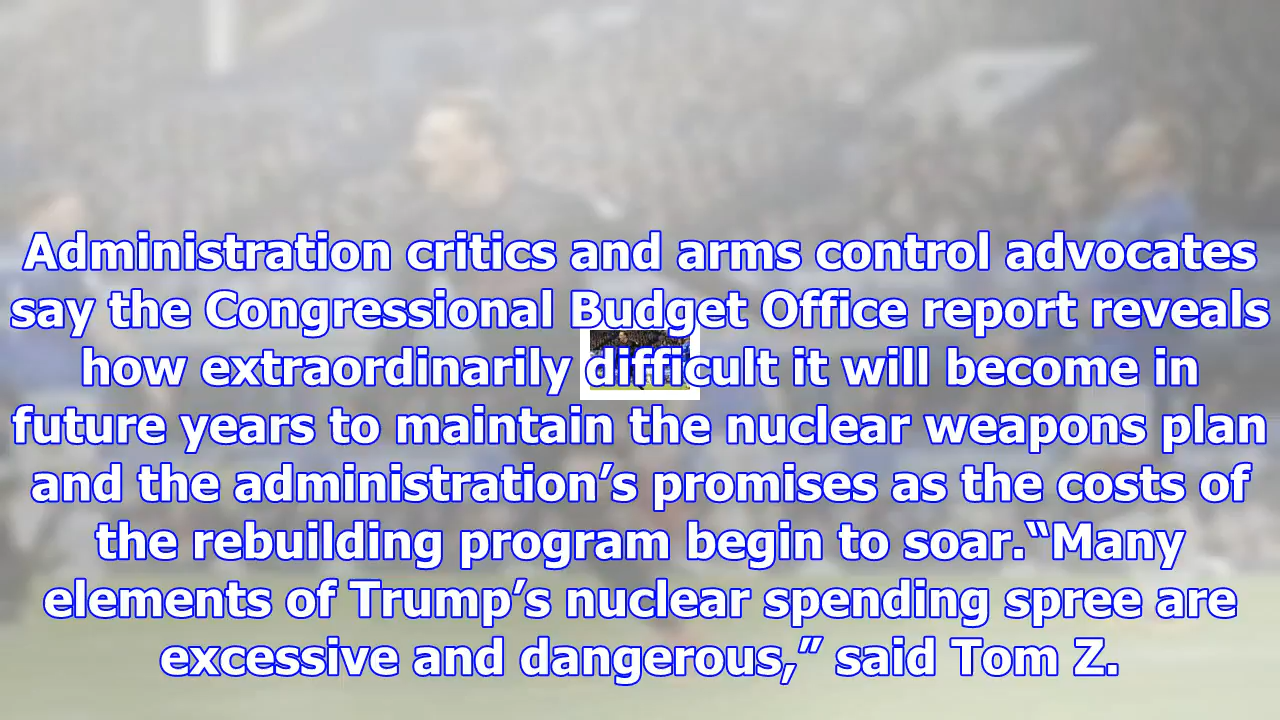 Administration critics and arms control advocates
say the Congressional Budget Office report reveals
how extraordinarily difficult it will become in
future years to maintain the nuclear weapons plan
and the administration’s promises as the costs of
the rebuilding program begin to soar.“Many
elements of Trump’s nuclear spending spree are
excessive and dangerous,” said Tom Z.